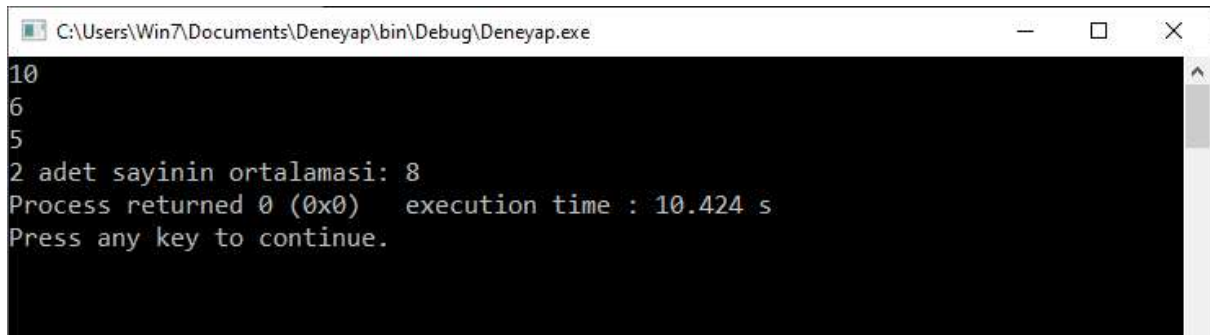 C:\Users\Win7\Documents\Deneyap\bin\Debug\Deneyap.exe
10
6
5
2 adet sayinin ortalamasi: 8
Process returned 0 (0x0)   execution time : 10.424 s
Press any key to continue.